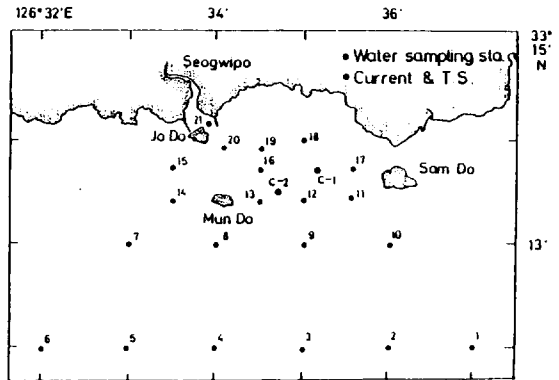 126° 32'E 34' 36'
33°
15'
N
Seogwipo
• Water sampling sta.
• Current & T.S.
21
Ja Do
20 19 18
15 16 17
C-1
Sam Do
C-2
14 13 12 11
Mun Do
7 8 9 10
13'
6 5 4 3 2 1